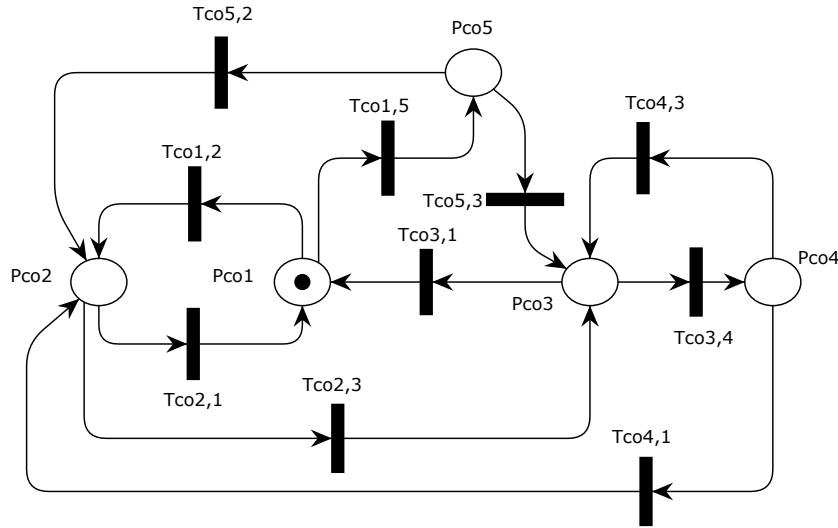 Tco5,2
Pco5
Tco1,5
Tco4,3
Tco1,2
Tco5,3
Tco3,1
Pco2
Pco1
Pco3
Pco4
Tco3,4
Tco2,1
Tco2,3
Tco4,1